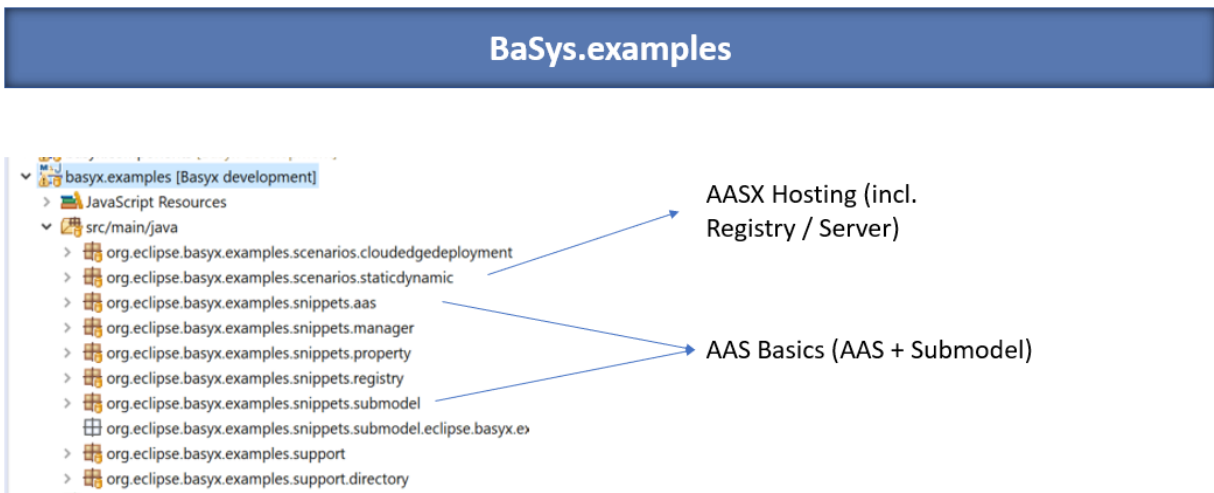 BaSys.examples
basyx.examples [Basyx development]
JavaScript Resources
src/main/java
org.eclipse.basyx.examples.scenarios.cloudedgedeployment
org.eclipse.basyx.examples.scenarios.staticdynamic
org.eclipse.basyx.examples.snippets.aas
org.eclipse.basyx.examples.snippets.manager
org.eclipse.basyx.examples.snippets.property
org.eclipse.basyx.examples.snippets.registry
org.eclipse.basyx.examples.snippets.submodel
org.eclipse.basyx.examples.snippets.submodel.eclipse.basyx.ex
org.eclipse.basyx.examples.support
org.eclipse.basyx.examples.support.directory
AASX Hosting (incl.
Registry / Server)
AAS Basics (AAS + Submodel)